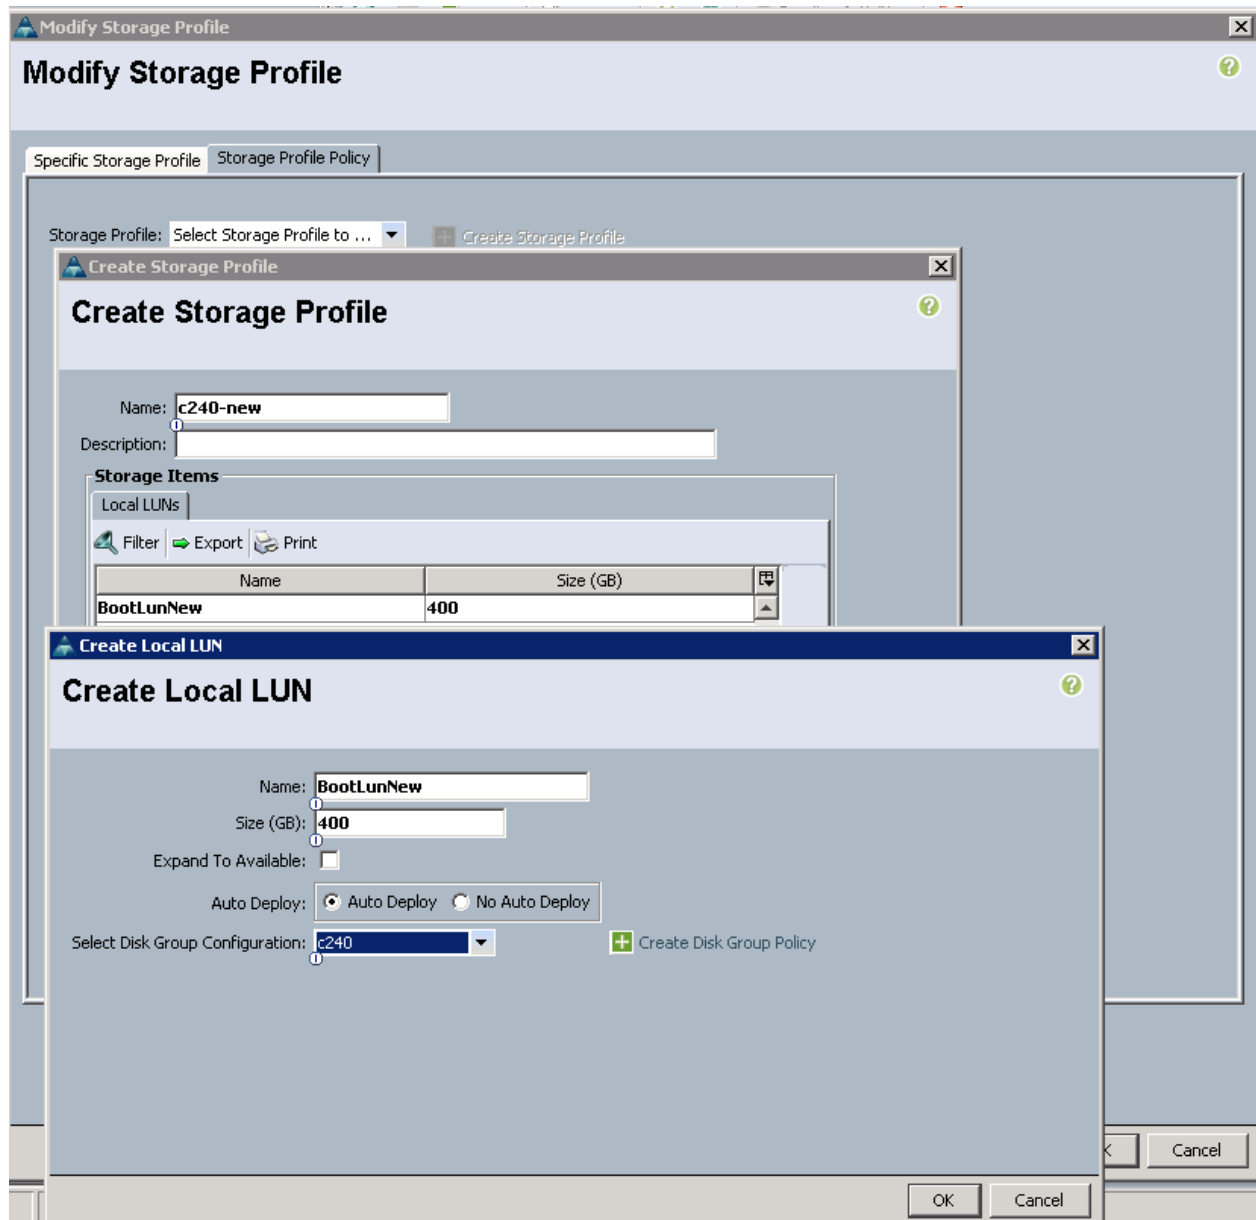 Modify Storage Profile
Modify Storage Profile
Specific Storage Profile Storage Profile Policy
Storage Profile: Select Storage Profile to ... Create Storage Profile
Create Storage Profile
Create Storage Profile
Name: c240-new
Description:
Storage Items
Local LUNs
Filter Export Print
Name Size (GB)
BootLunNew 400
Create Local LUN
Create Local LUN
Name: BootLunNew
Size (GB): 400
Expand To Available:
Auto Deploy: Auto Deploy No Auto Deploy
Select Disk Group Configuration: c240 Create Disk Group Policy
Cancel
OK Cancel